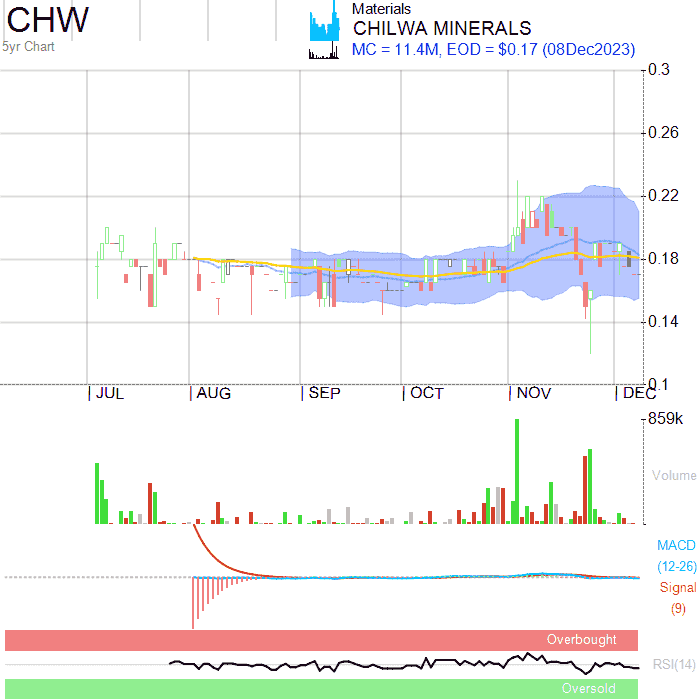 CHW
5yr Chart
Materials
CHILWA MINERALS
MC = 11.4M, EOD = $0.17 (08Dec2023)
0.3
0.26
0.22
0.18
0.14
0.1
JUL AUG SEP OCT NOV DEC
859k
Volume
MACD
(12-26)
Signal
(9)
Overbought
RSI(14)
Oversold